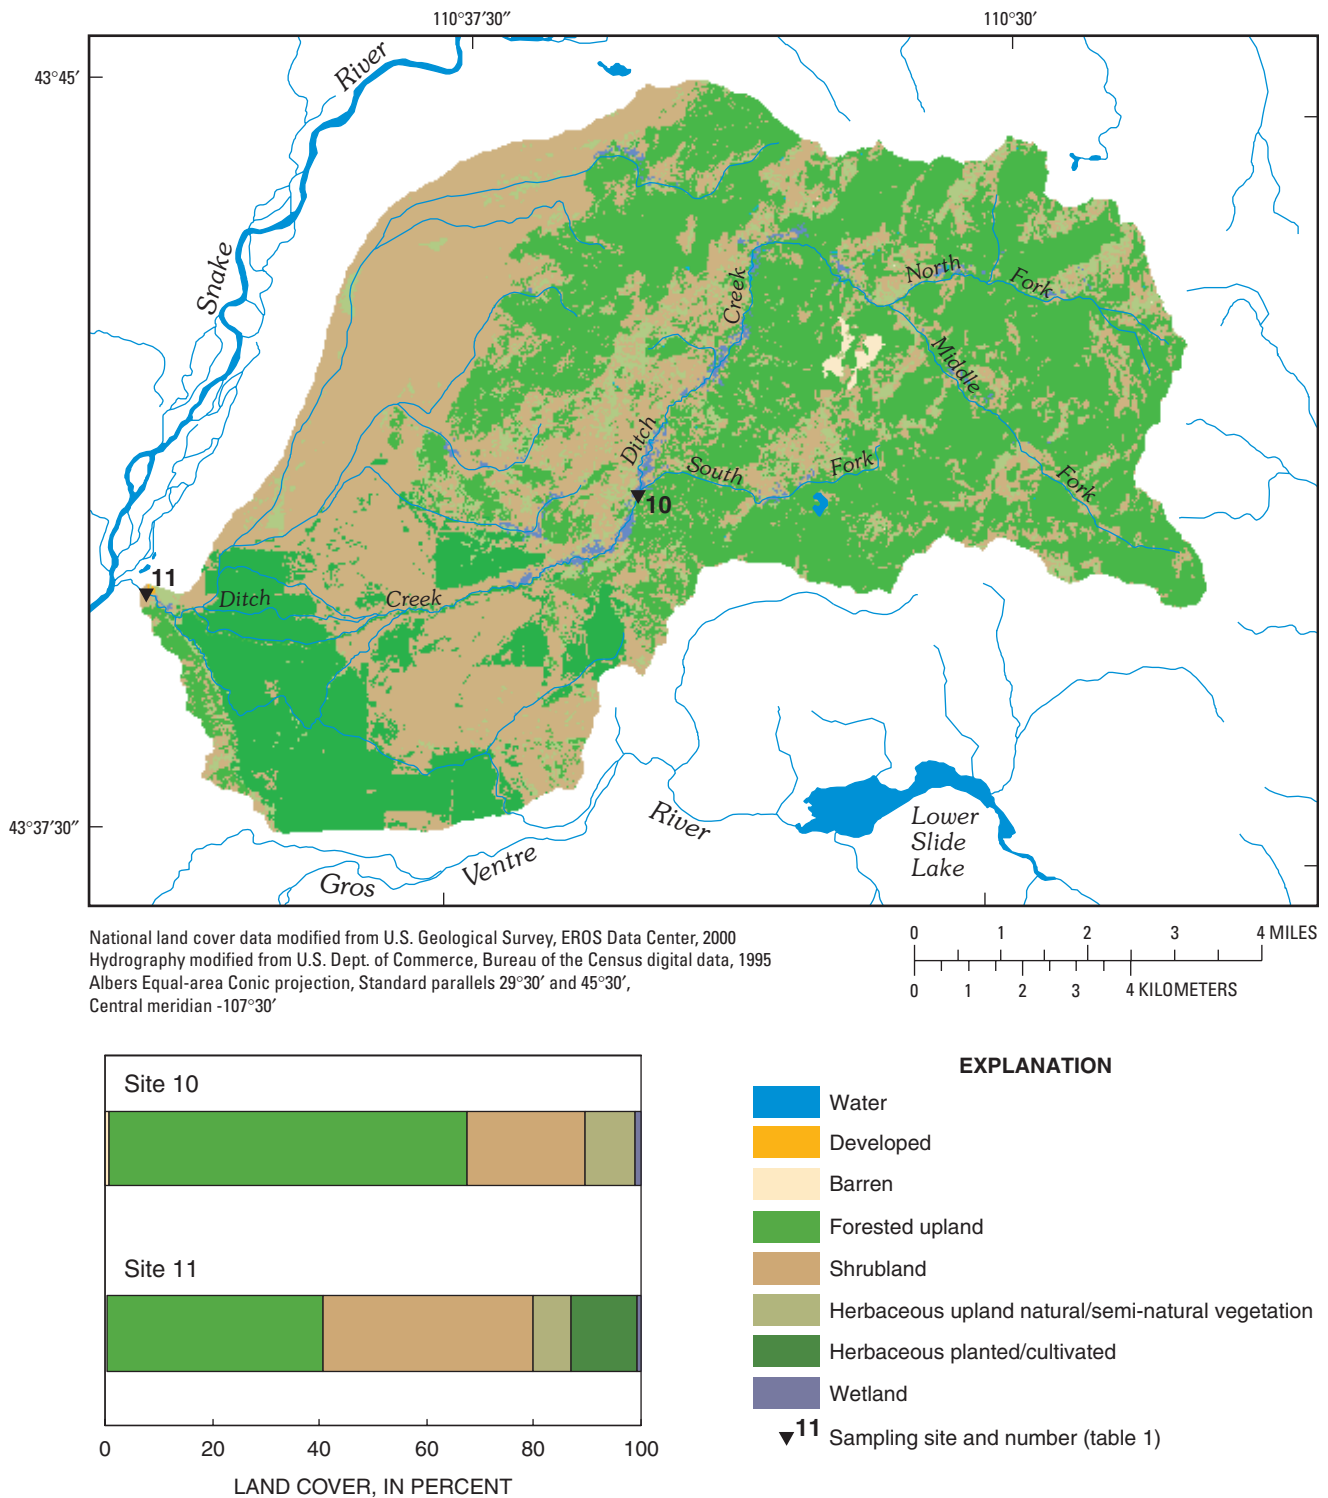 110°37′30″
110°30′
43°45′
River
Snake
Creek
North
Fork
Middle
Ditch
South
Fork
Fork
10
11
Ditch
Creek
43°37′30″
River
Lower
Slide
Lake
Ventre
Gros
National land cover data modified from U.S. Geological Survey, EROS Data Center, 2000
Hydrography modified from U.S. Dept. of Commerce, Bureau of the Census digital data, 1995
Albers Equal-area Conic projection, Standard parallels 29°30′ and 45°30′,
Central meridian -107°30′
0 1 2 3 4 MILES
0 1 2 3 4 KILOMETERS
Site 10
Site 11
0 20 40 60 80 100
LAND COVER, IN PERCENT
EXPLANATION
Water
Developed
Barren
Forested upland
Shrubland
Herbaceous upland natural/semi-natural vegetation
Herbaceous planted/cultivated
Wetland
11 Sampling site and number (table 1)